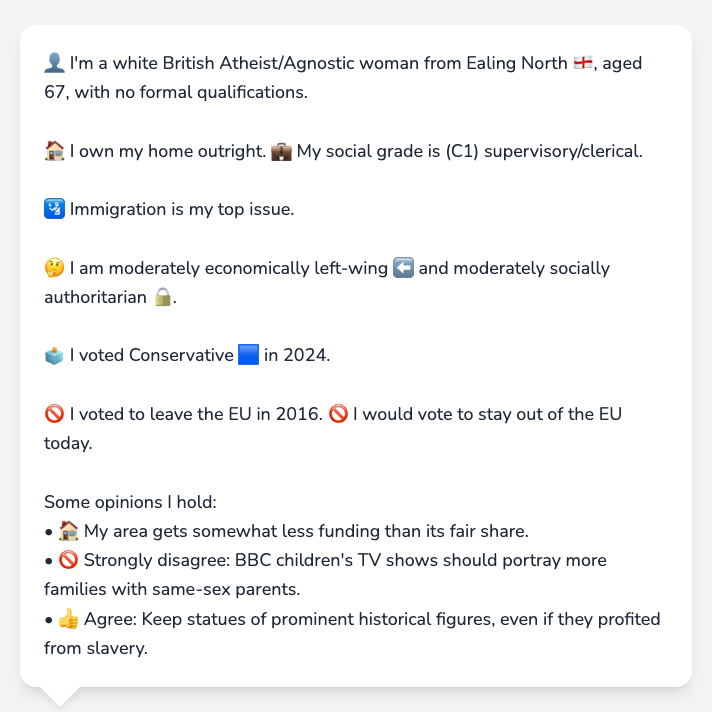 👤 I'm a white British Atheist/Agnostic woman from Ealing North 🏴󠁧󠁢󠁥󠁮󠁧󠁿, aged
67, with no formal qualifications.
🏠 I own my home outright. 💼 My social grade is (C1) supervisory/clerical.
🛂 Immigration is my top issue.
🤔 I am moderately economically left-wing ⬅️ and moderately socially
authoritarian 🔒.
🗳️ I voted Conservative 🟦 in 2024.
🚫 I voted to leave the EU in 2016. 🚫 I would vote to stay out of the EU
today.
Some opinions I hold:
• 🏠 My area gets somewhat less funding than its fair share.
• 🚫 Strongly disagree: BBC children's TV shows should portray more
families with same-sex parents.
• 👍 Agree: Keep statues of prominent historical figures, even if they profited
from slavery.